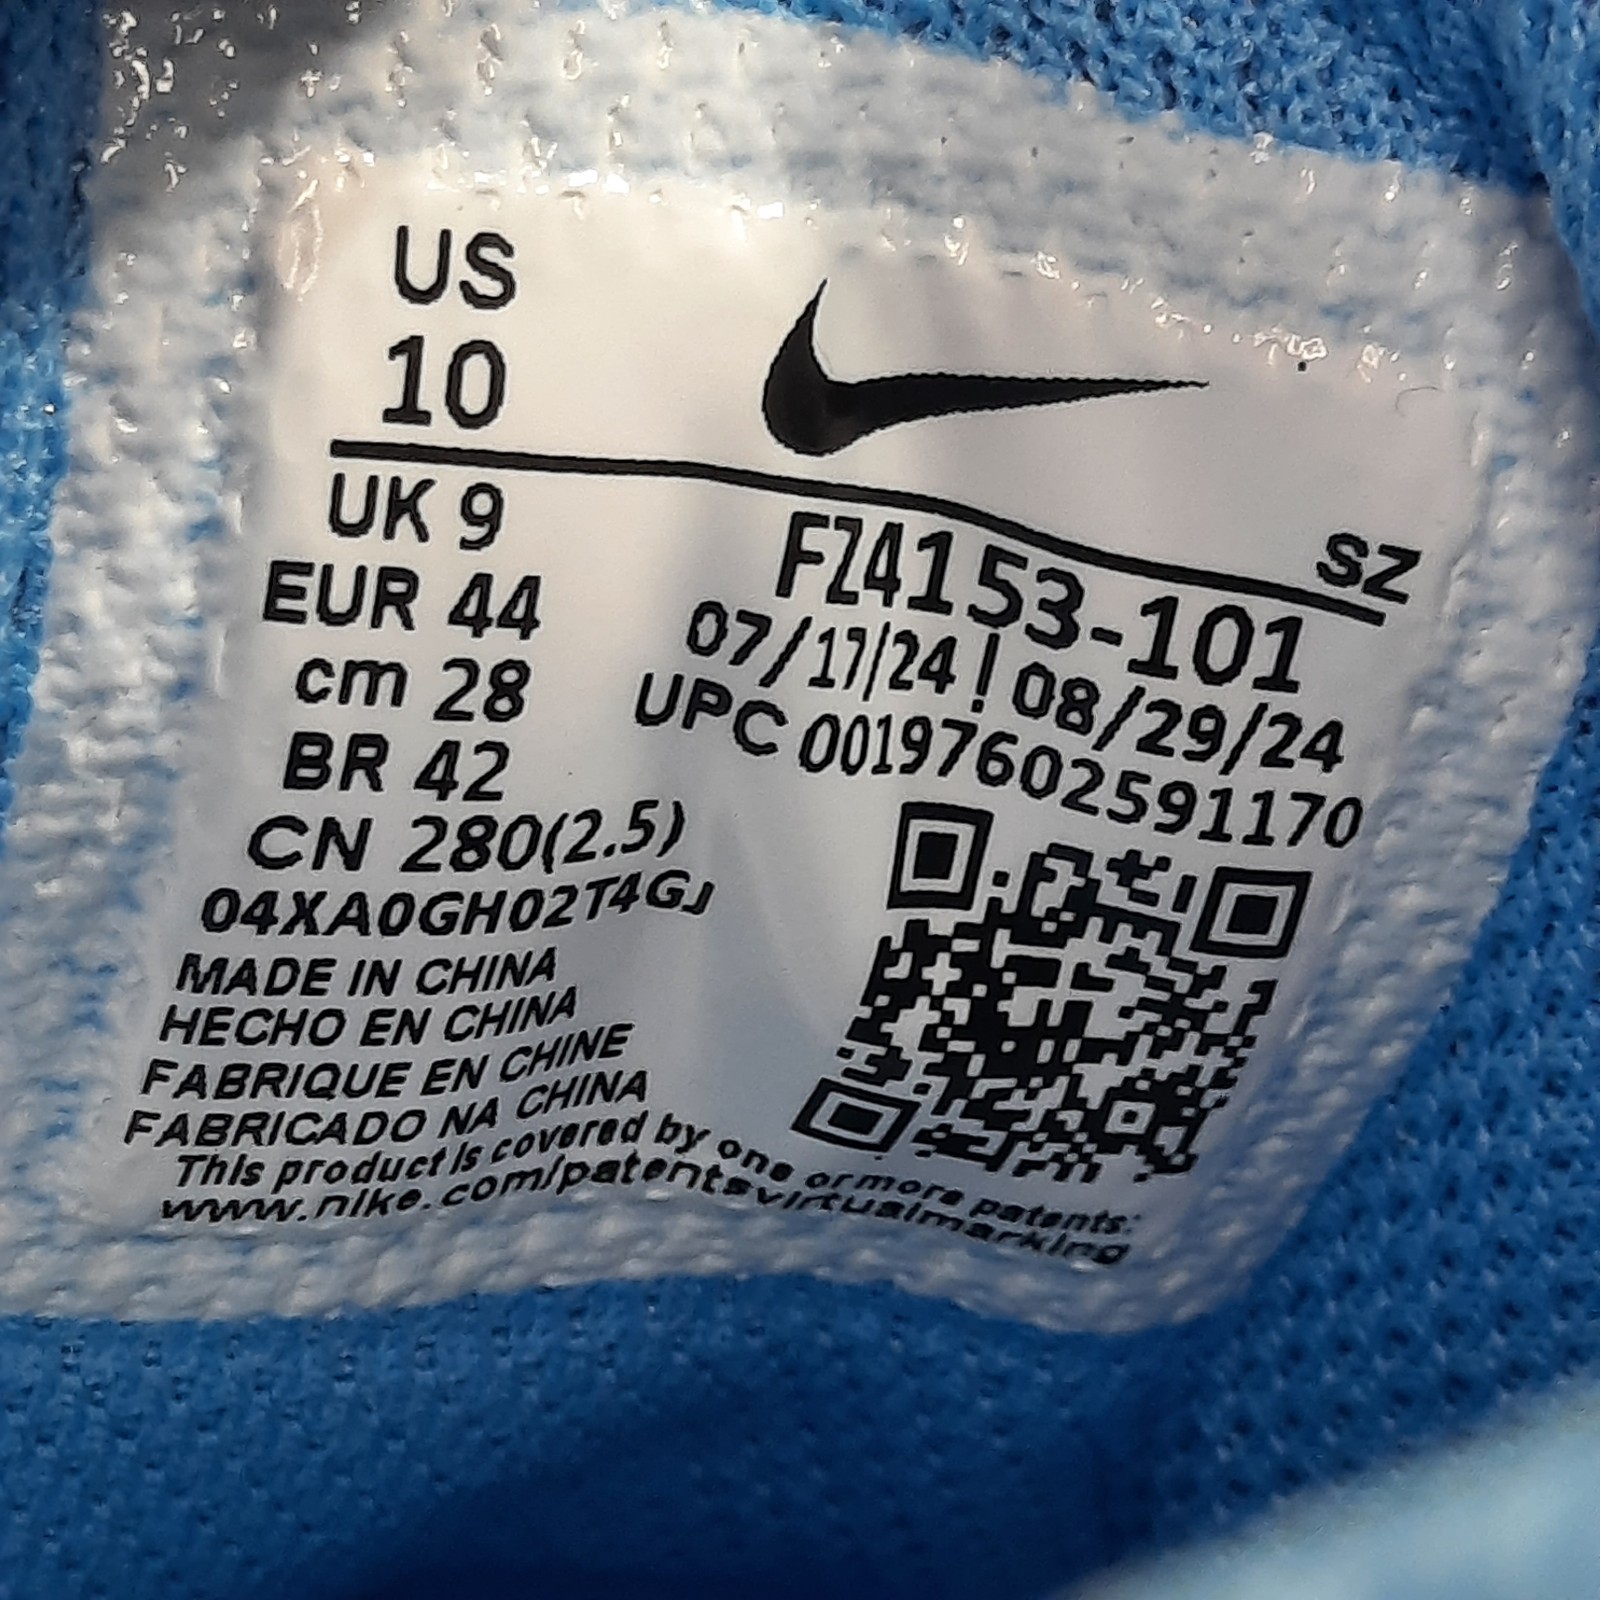 US
10
SZ
UK 9
EUR 44
cm 28
BR 42
CN 280(2.5)
04XA0GH02T4GJ
FZ4153-101
07/17/24 ! 08/29/24
UPC 00197602591170
MADE IN CHINA
HECHO EN CHINA
FABRIQUE EN CHINE
FABRICADO NA CHINA
This product is covered by one or more patents:
www.nike.com/patentsvirtualmarking